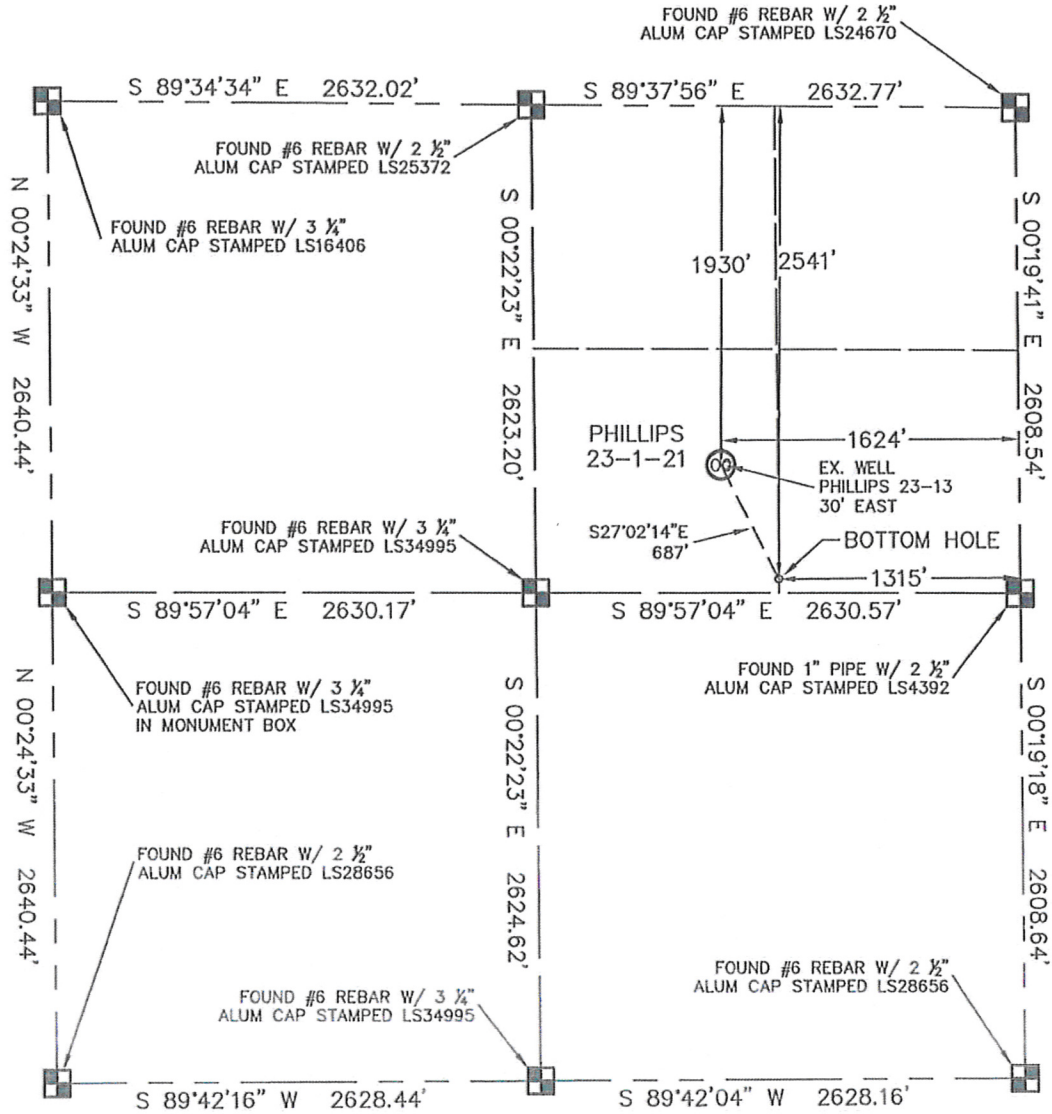 FOUND #6 REBAR W/ 2 ½"
ALUM CAP STAMPED LS24670
S 89°34'34" E 2632.02'
S 89°37'56" E 2632.77'
FOUND #6 REBAR W/ 2 ½"
ALUM CAP STAMPED LS25372
FOUND #6 REBAR W/ 3 ¼"
ALUM CAP STAMPED LS16406
N 00°24'33" W 2640.44'
S 00°22'23" E 2623.20'
1930'
2541'
S 00°19'41" E 2608.54'
1624'
PHILLIPS
23-1-21
EX. WELL
PHILLIPS 23-13
30' EAST
S27°02'14"E
687'
BOTTOM HOLE
1315'
FOUND #6 REBAR W/ 3 ¼"
ALUM CAP STAMPED LS34995
S 89°57'04" E 2630.17'
S 89°57'04" E 2630.57'
FOUND #6 REBAR W/ 3 ¼"
ALUM CAP STAMPED LS34995
IN MONUMENT BOX
FOUND 1" PIPE W/ 2 ½"
ALUM CAP STAMPED LS4392
N 00°24'33" W 2640.44'
S 00°22'23" E 2624.62'
S 00°19'18" E 2608.64'
FOUND #6 REBAR W/ 2 ½"
ALUM CAP STAMPED LS28656
FOUND #6 REBAR W/ 3 ¼"
ALUM CAP STAMPED LS34995
FOUND #6 REBAR W/ 2 ½"
ALUM CAP STAMPED LS28656
S 89°42'16" W 2628.44'
S 89°42'04" W 2628.16'